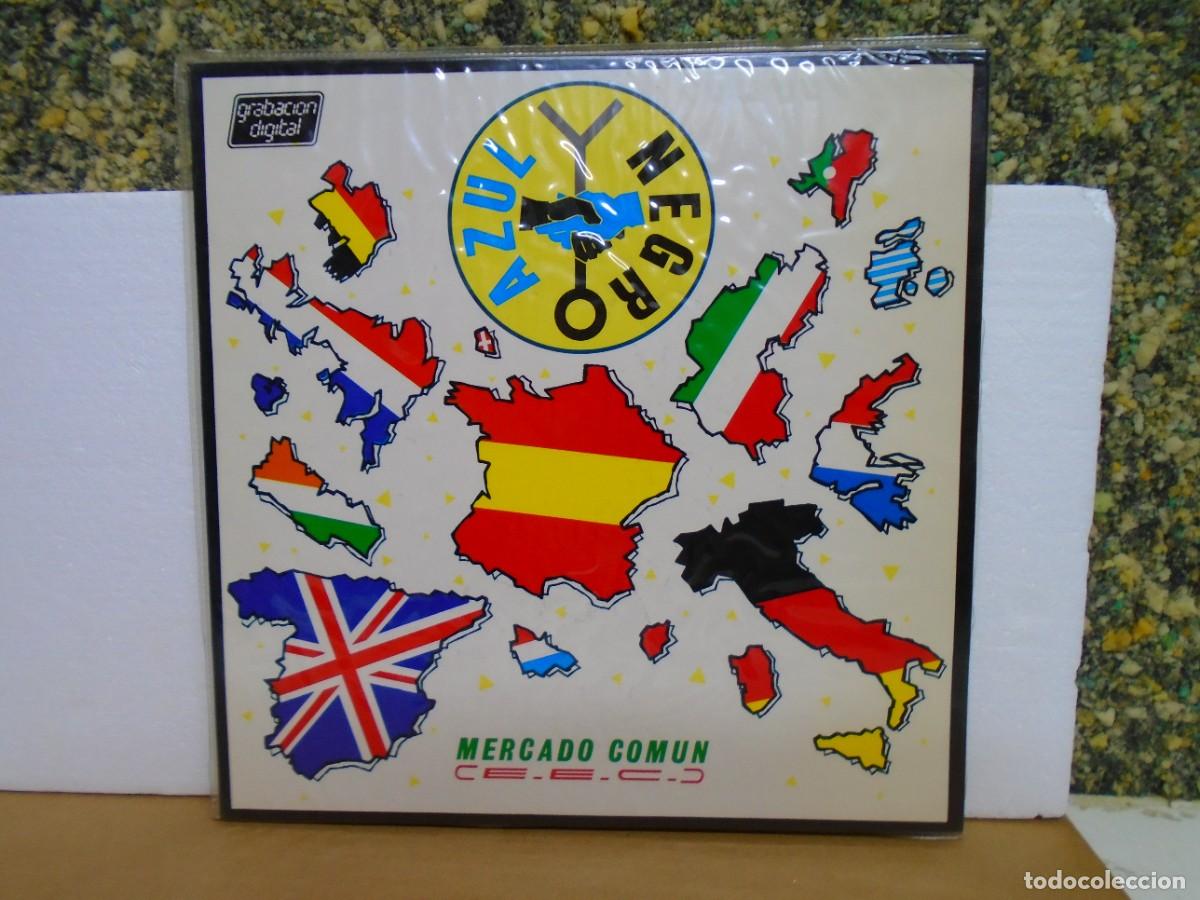 grabacion
digital
AZUL Y NEGRO
MERCADO COMUN
(E.E.C.)
todocoleccion